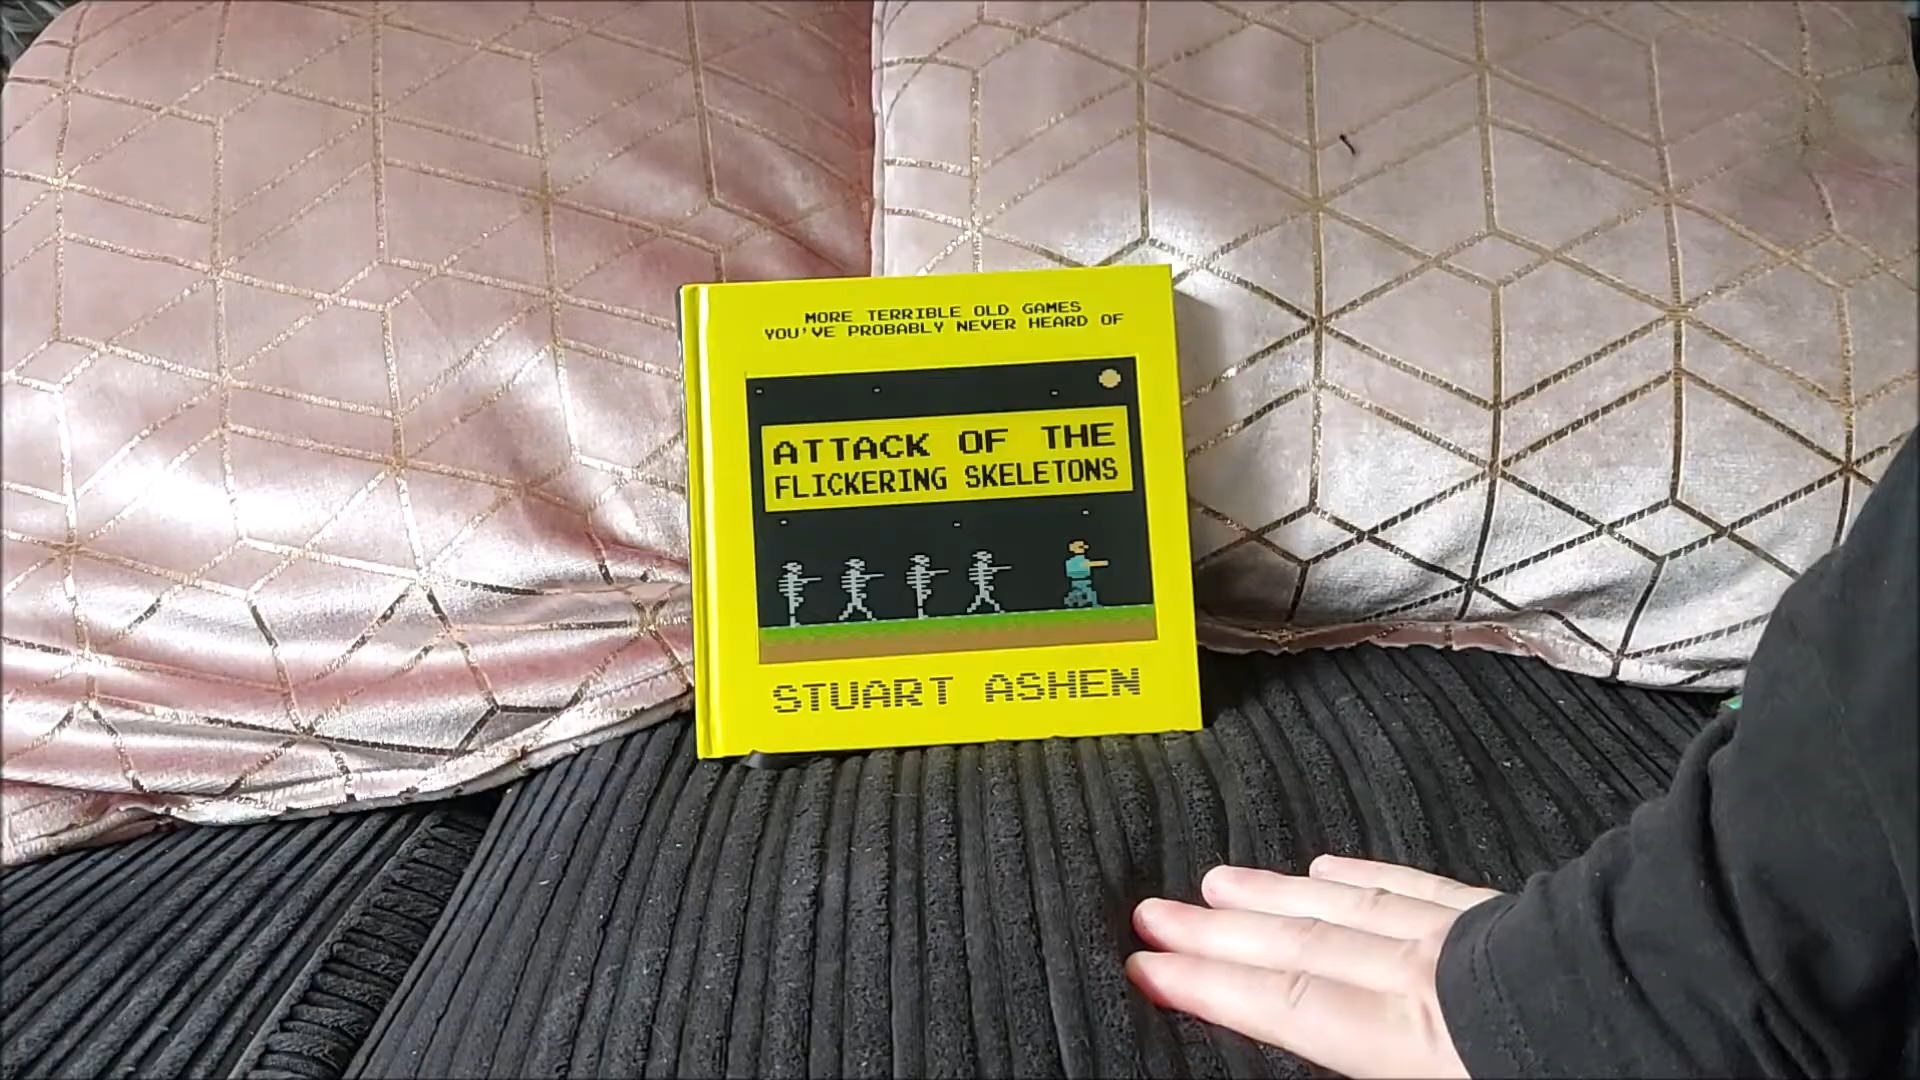 MORE TERRIBLE OLD GAMES
YOU'VE PROBABLY NEVER HEARD OF
ATTACK OF THE
FLICKERING SKELETONS
STUART ASHEN